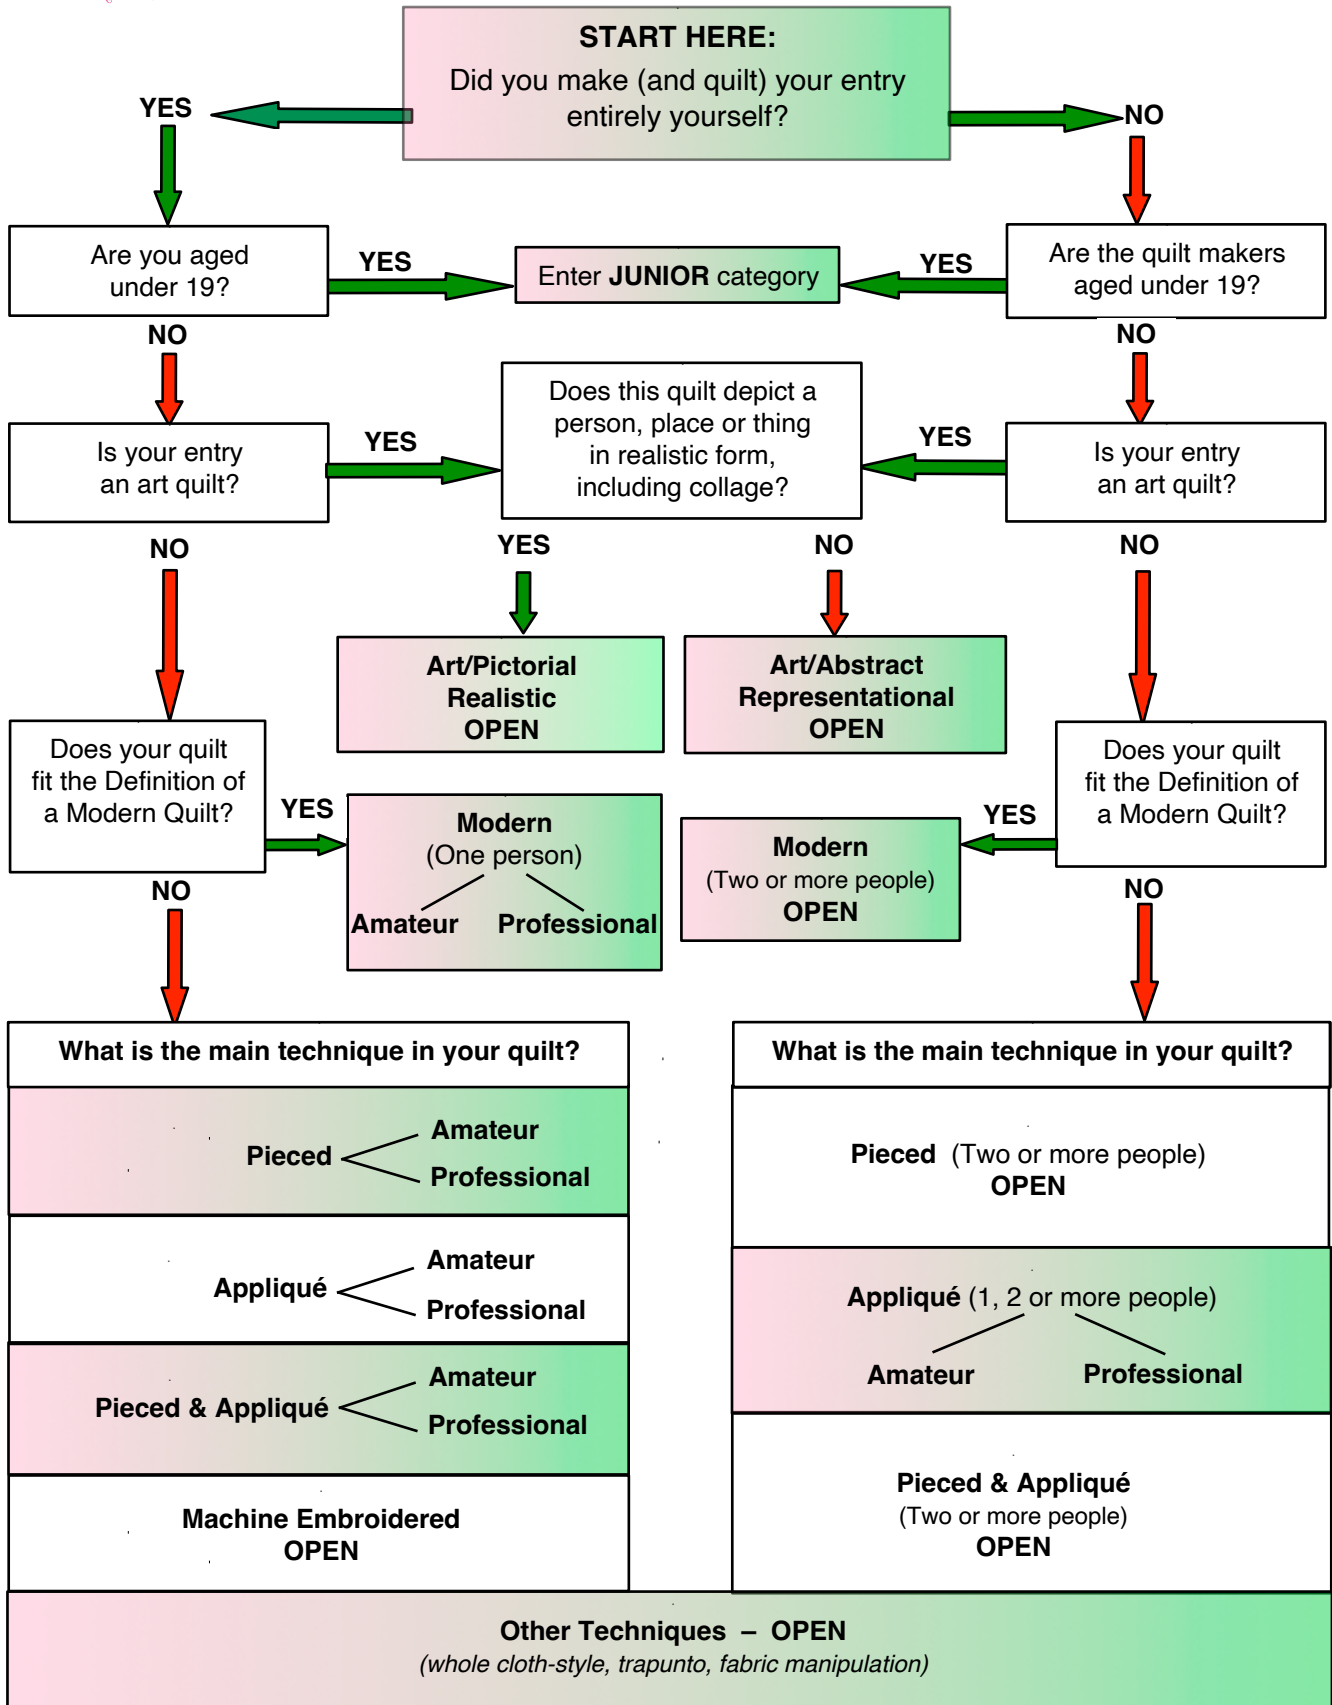 START HERE:
Did you make (and quilt) your entry
entirely yourself?
YES
NO
Are you aged
under 19?
YES
Enter JUNIOR category
YES
Are the quilt makers
aged under 19?
NO
NO
Is your entry
an art quilt?
YES
Does this quilt depict a
person, place or thing
in realistic form,
including collage?
YES
Is your entry
an art quilt?
NO
YES
NO
NO
Art/Pictorial
Realistic
OPEN
Art/Abstract
Representational
OPEN
Does your quilt
fit the Definition of
a Modern Quilt?
YES
Modern
(One person)
Amateur
Professional
Modern
(Two or more people)
OPEN
YES
Does your quilt
fit the Definition of
a Modern Quilt?
NO
NO
What is the main technique in your quilt?
Pieced
Amateur
Professional
Appliqué
Amateur
Professional
Pieced & Appliqué
Amateur
Professional
Machine Embroidered
OPEN
What is the main technique in your quilt?
Pieced (Two or more people)
OPEN
Appliqué (1, 2 or more people)
Amateur
Professional
Pieced & Appliqué
(Two or more people)
OPEN
Other Techniques – OPEN
(whole cloth-style, trapunto, fabric manipulation)